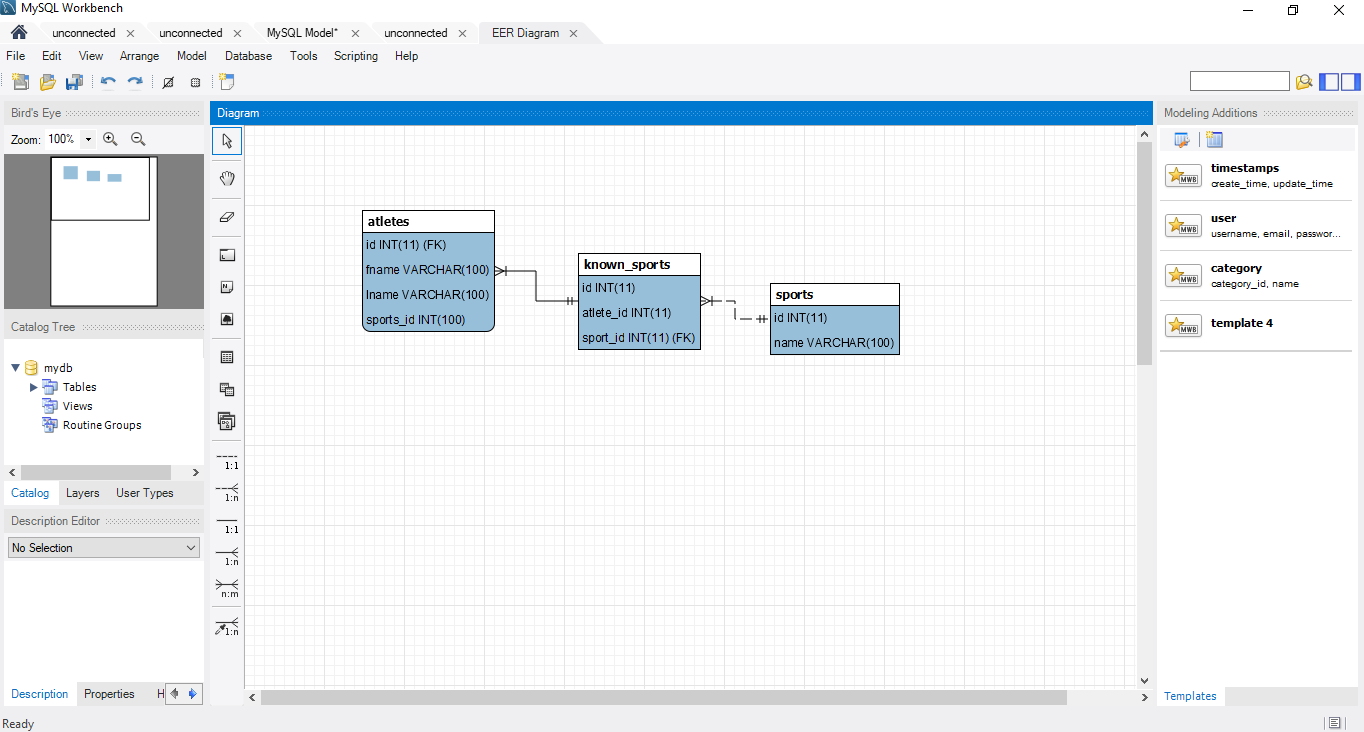 MySQL Workbench
unconnected unconnected MySQL Model* unconnected EER Diagram
File Edit View Arrange Model Database Tools Scripting Help
Bird's Eye
Zoom: 100%
Catalog Tree
mydb
Tables
Views
Routine Groups
Catalog Layers User Types
Description Editor
No Selection
Description Properties H
Ready
Diagram
1:1
1:n
1:1
1:n
n:m
1:n
atletes
id INT(11) (FK)
fname VARCHAR(100)
lname VARCHAR(100)
sports_id INT(100)
known_sports
id INT(11)
atlete_id INT(11)
sport_id INT(11) (FK)
sports
id INT(11)
name VARCHAR(100)
Modeling Additions
MWB
timestamps
create_time, update_time
MWB
user
username, email, passwor...
MWB
category
category_id, name
MWB
template 4
Templates